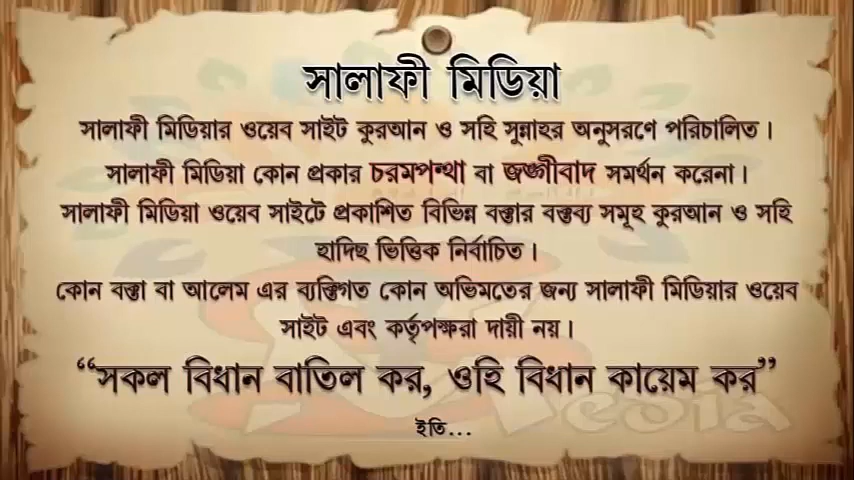 সালাফী মিডিয়া
সালাফী মিডিয়ার ওয়েব সাইট কুরআন ও সহি সুন্নাহর অনুসরণে পরিচালিত।
সালাফী মিডিয়া কোন প্রকার চরমপন্থা বা জঙ্গীবাদ সমর্থন করেনা।
সালাফী মিডিয়া ওয়েব সাইটে প্রকাশিত বিভিন্ন বক্তার বক্তব্য সমূহ কুরআন ও সহি
হাদিছ ভিত্তিক নির্বাচিত।
কোন বক্তা বা আলেম এর ব্যক্তিগত কোন অভিমতের জন্য সালাফী মিডিয়ার ওয়েব
সাইট এবং কর্তৃপক্ষরা দায়ী নয়।
“সকল বিধান বাতিল কর, ওহি বিধান কায়েম কর”
ইতি...